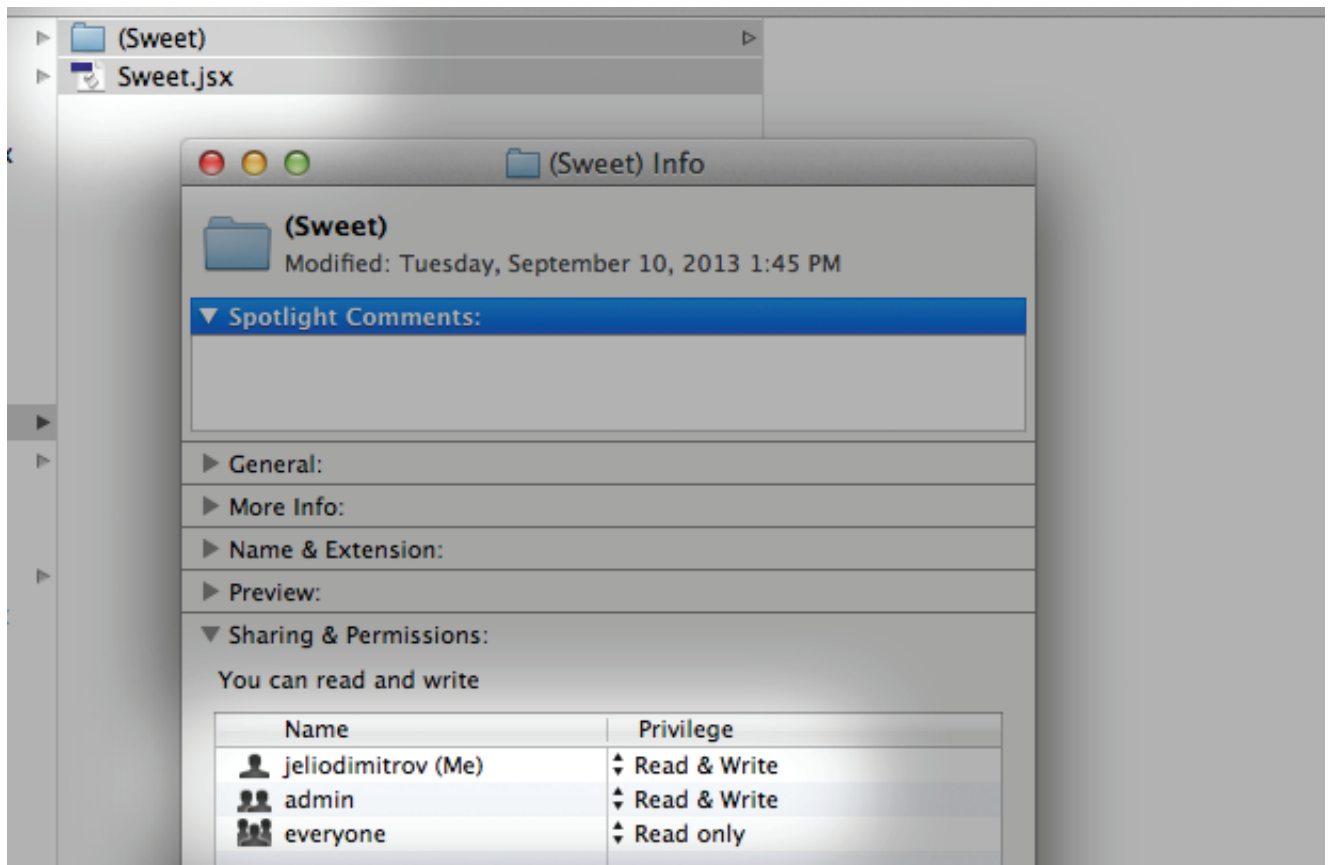 (Sweet)
Sweet.jsx
(Sweet) Info
(Sweet)
Modified: Tuesday, September 10, 2013 1:45 PM
Spotlight Comments:
General:
More Info:
Name & Extension:
Preview:
Sharing & Permissions:
You can read and write
Name Privilege
jeliodimitrov (Me) Read & Write
admin Read & Write
everyone Read only